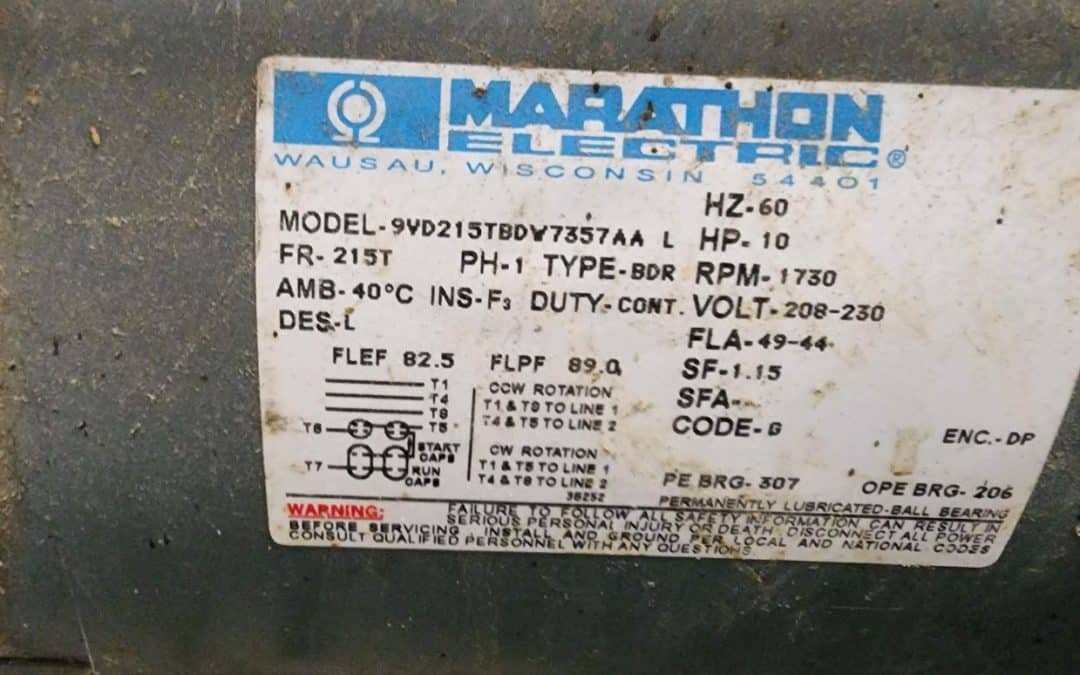 MARATHON
ELECTRIC®
WAUSAU, WISCONSIN 54401
HZ-60
MODEL-9VD215TBDW7357AA L HP-10
FR-215T PH-1 TYPE-BDR RPM-1730
AMB-40°C INS-F3 DUTY-CONT. VOLT-208-230
DES-L FLA-49-44
FLEF 82.5 FLPF 89.0 SF-1.15
SFA-
CODE-G ENC.-DP
T1
T4
T8
T6 T5
START
CAPS
T7 RUN
CAPS
CCW ROTATION
T1 & T8 TO LINE 1
T4 & T5 TO LINE 2
CW ROTATION
T1 & T5 TO LINE 1
T4 & T8 TO LINE 2
38252
PE BRG-307 OPE BRG-206
PERMANENTLY LUBRICATED-BALL BEARING
WARNING: FAILURE TO FOLLOW ALL SAFETY INFORMATION CAN RESULT IN
SERIOUS PERSONAL INJURY OR DEATH. DISCONNECT ALL POWER
BEFORE SERVICING. INSTALL AND GROUND PER LOCAL AND NATIONAL CODES
CONSULT QUALIFIED PERSONNEL WITH ANY QUESTIONS